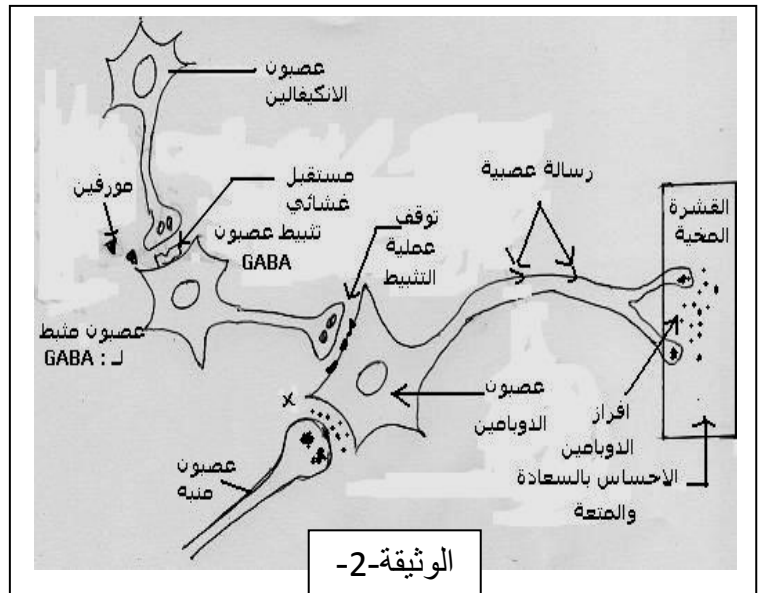 عصبون
الانكيفالين
مورفين
مستقبل
غشائي
تثبيط عصبون
GABA
توقف
عملية
التثبيط
رسالة عصبية
القشرة
المخية
عصبون مثبط
لـ : GABA
x
عصبون
منبه
عصبون
الدوبامين
افراز
الدوبامين
الاحساس بالسعادة
والمتعة
الوثيقة-2-